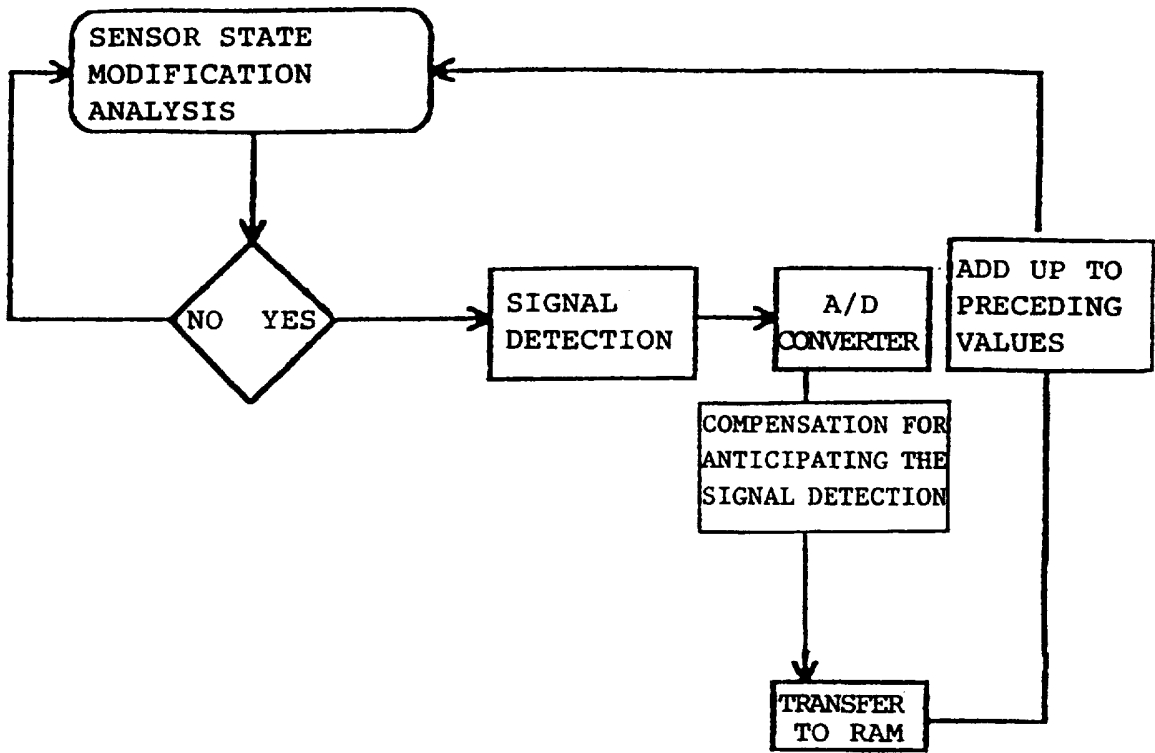 SENSOR STATE
MODIFICATION
ANALYSIS
NO YES
SIGNAL
DETECTION
A/D
CONVERTER
ADD UP TO
PRECEDING
VALUES
COMPENSATION FOR
ANTICIPATING THE
SIGNAL DETECTION
TRANSFER
TO RAM